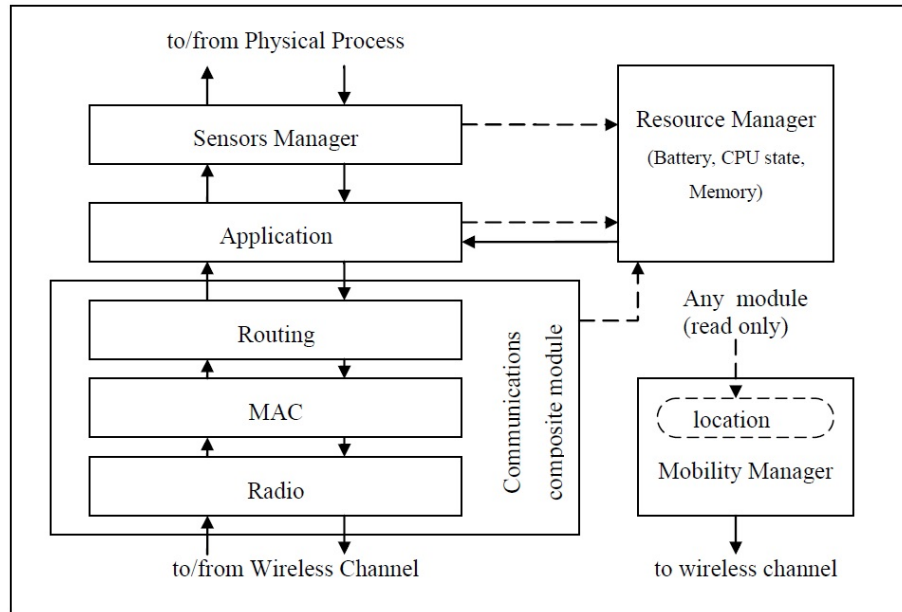 to/from Physical Process
Sensors Manager
Application
Routing
MAC
Radio
Communications
composite module
to/from Wireless Channel
Resource Manager
(Battery, CPU state,
Memory)
Any module
(read only)
location
Mobility Manager
to wireless channel